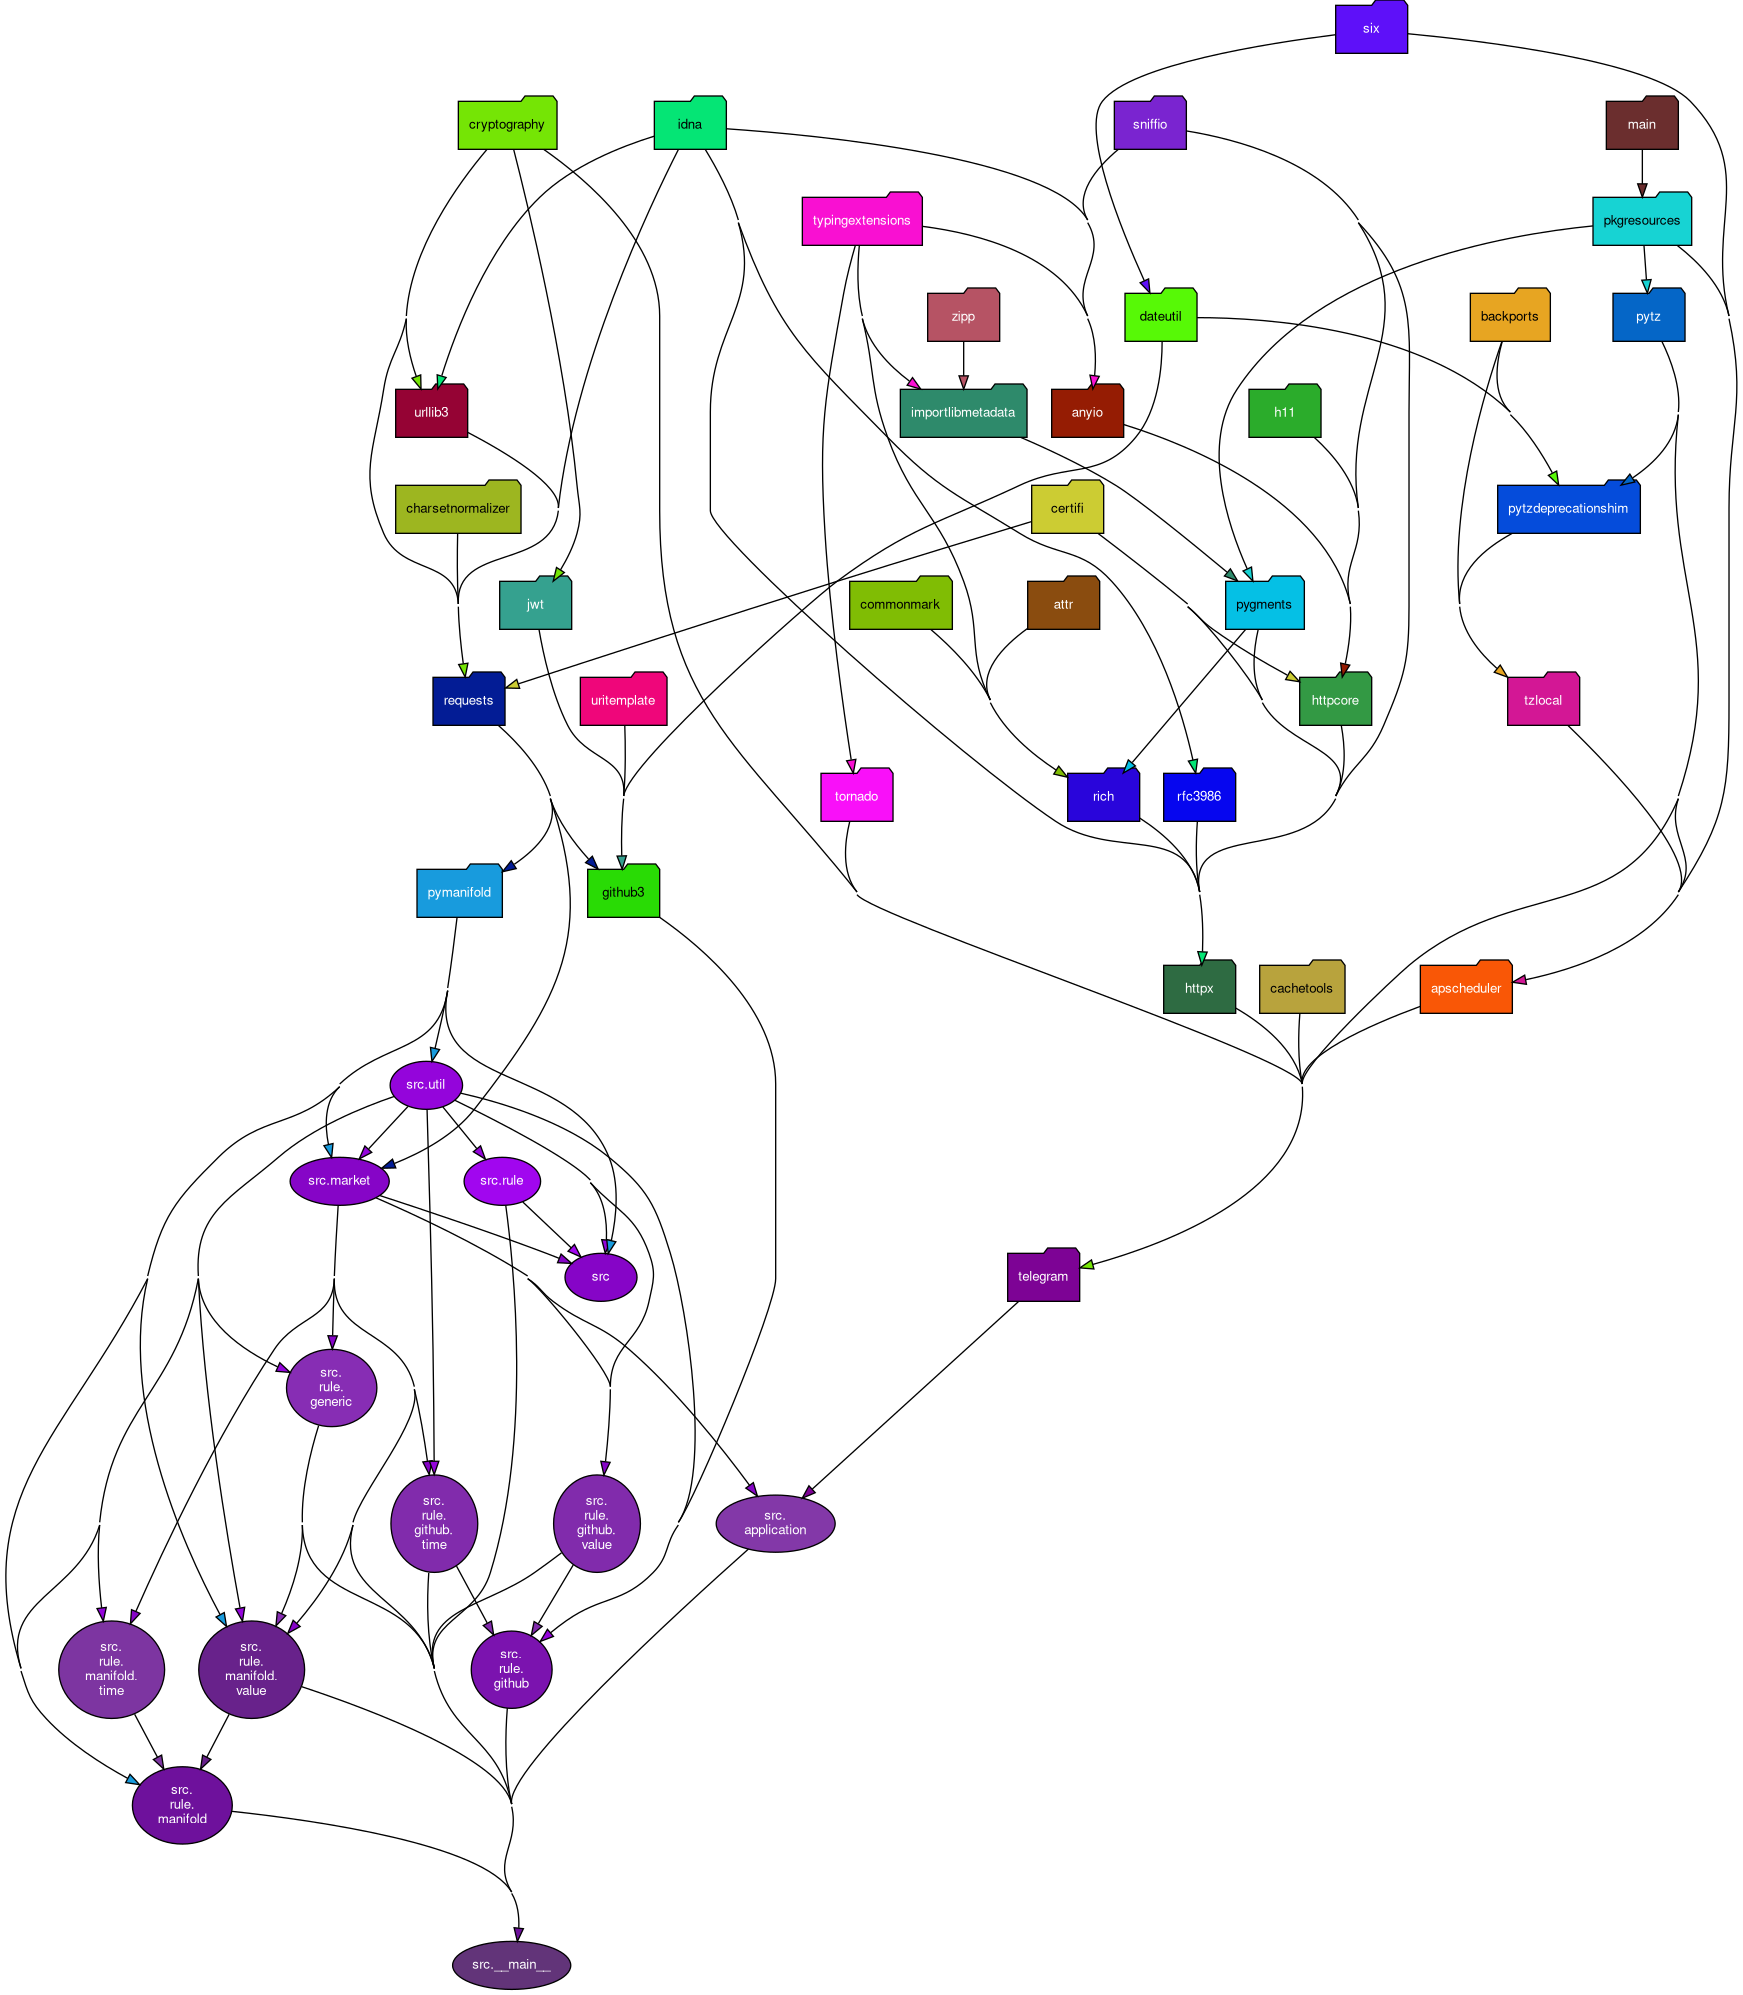 six
cryptography
idna
sniffio
main
typingextensions
pkgresources
zipp
dateutil
backports
pytz
urllib3
importlibmetadata
anyio
h11
charsetnormalizer
certifi
pytzdeprecationshim
jwt
commonmark
attr
pygments
requests
uritemplate
httpcore
tzlocal
tornado
rich
rfc3986
pymanifold
github3
httpx
cachetools
apscheduler
src.util
src.market
src.rule
src
telegram
src.
rule.
generic
src.
rule.
github.
time
src.
rule.
github.
value
src.
application
src.
rule.
manifold.
time
src.
rule.
manifold.
value
src.
rule.
github
src.
rule.
manifold
src.__main__